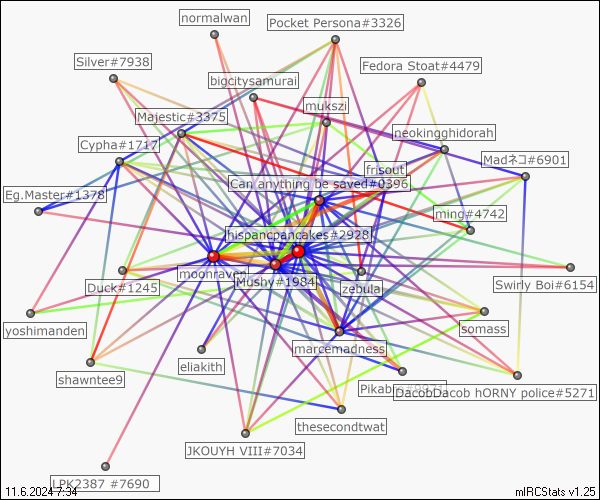 normalwan
Pocket Persona#3326
Silver#7938
Fedora Stoat#4479
bigcitysamurai
mukszi
Majestic#3375
neokingghidorah
Cypha#1717
Madネコ#6901
frisout
Can anything be saved#0396
Eg.Master#1378
ming#4742
hispancpancakes#2928
moonraven
Mushy#1984
zebulai
Duck#1245
Swirly Boi#6154
yoshimanden
somass
marcemadness
eliakith
shawntee9
DacobDacob hORNY police#5271
thesecondtwat
JKOUYH VIII#7034
LPK2387 #7690
11.6.2024 7:34
mIRCStats v1.25